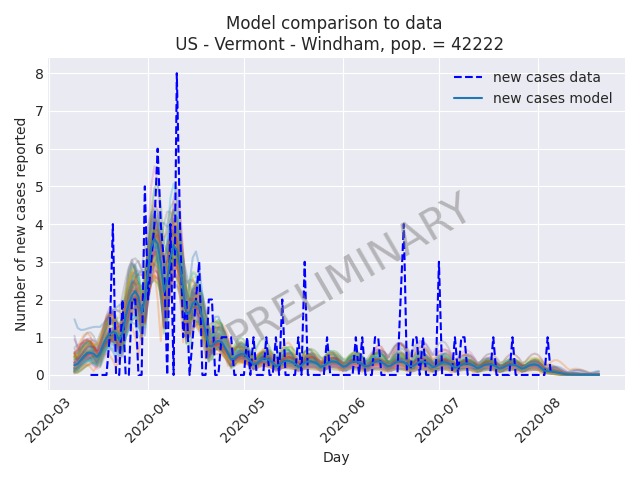 Model comparison to data
US - Vermont - Windham, pop. = 42222
new cases data
new cases model
8
7
6
5
4
3
2
1
0
Number of new cases reported
PRELIMINARY
2020-03
2020-04
2020-05
2020-06
2020-07
2020-08
Day